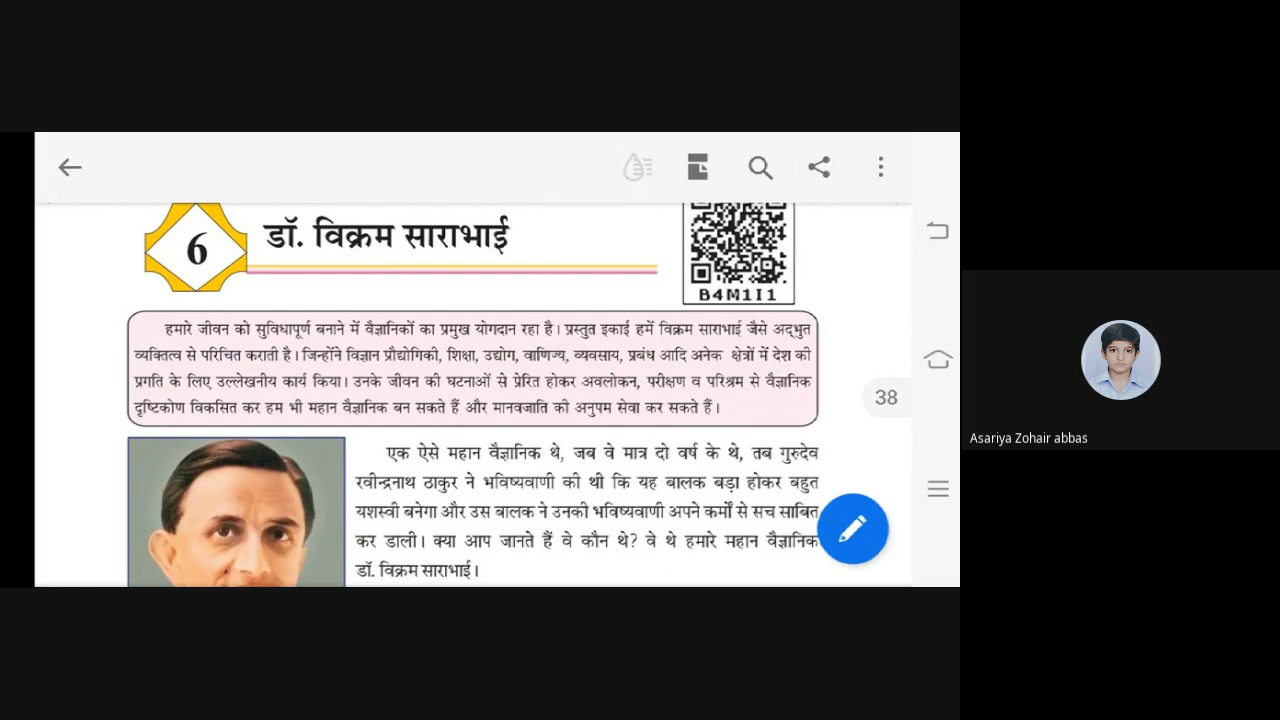 6 डॉ. विक्रम साराभाई
B4M1I1
हमारे जीवन को सुविधापूर्ण बनाने में वैज्ञानिकों का प्रमुख योगदान रहा है। प्रस्तुत इकाई हमें विक्रम साराभाई जैसे अद्‌भुत
व्यक्तित्व से परिचित कराती है। जिन्होंने विज्ञान प्रौद्योगिकी, शिक्षा, उद्योग, वाणिज्य, व्यवसाय, प्रबंध आदि अनेक क्षेत्रों में देश की
प्रगति के लिए उल्लेखनीय कार्य किया। उनके जीवन की घटनाओं से प्रेरित होकर अवलोकन, परीक्षण व परिश्रम से वैज्ञानिक
दृष्टिकोण विकसित कर हम भी महान वैज्ञानिक बन सकते हैं और मानवजाति की अनुपम सेवा कर सकते हैं।
38
एक ऐसे महान वैज्ञानिक थे, जब वे मात्र दो वर्ष के थे, तब गुरुदेव
रवीन्द्रनाथ ठाकुर ने भविष्यवाणी की थी कि यह बालक बड़ा होकर बहुत
यशस्वी बनेगा और उस बालक ने उनकी भविष्यवाणी अपने कर्मों से सच साबित
कर डाली। क्या आप जानते हैं वे कौन थे? वे थे हमारे महान वैज्ञानिक
डॉ. विक्रम साराभाई।
Asariya Zohair abbas